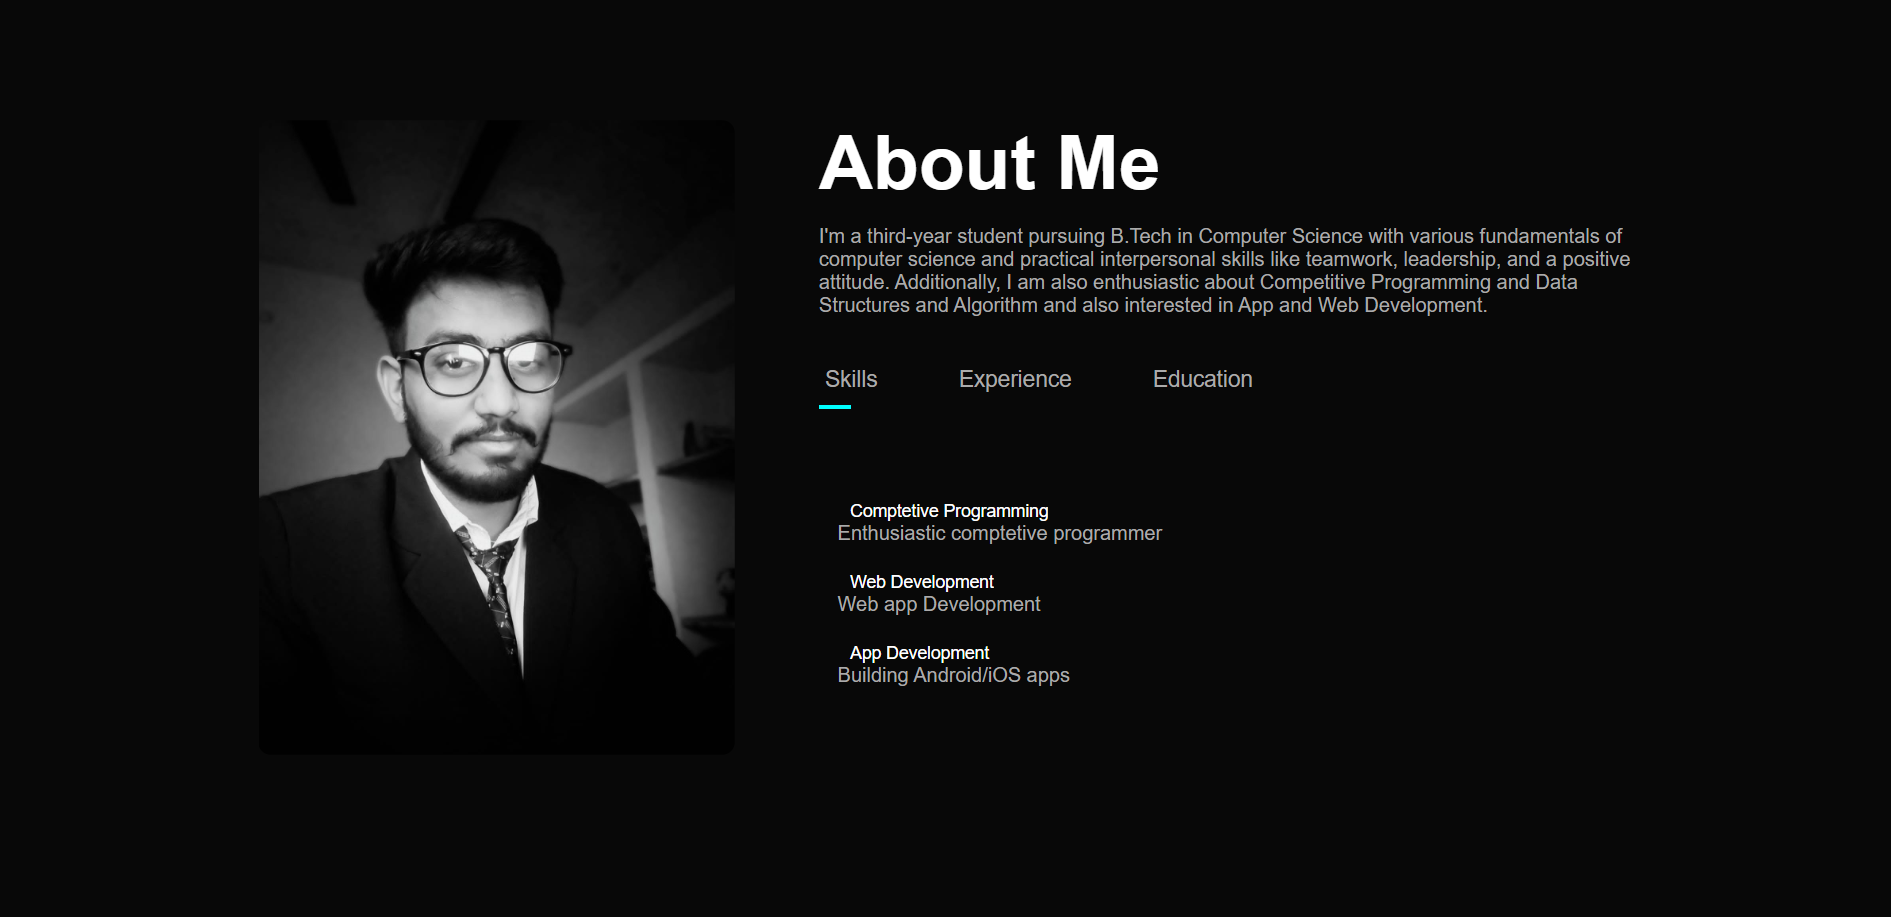 About Me
I'm a third-year student pursuing B.Tech in Computer Science with various fundamentals of
computer science and practical interpersonal skills like teamwork, leadership, and a positive
attitude. Additionally, I am also enthusiastic about Competitive Programming and Data
Structures and Algorithm and also interested in App and Web Development.
Skills Experience Education
Comptetive Programming
Enthusiastic comptetive programmer
Web Development
Web app Development
App Development
Building Android/iOS apps